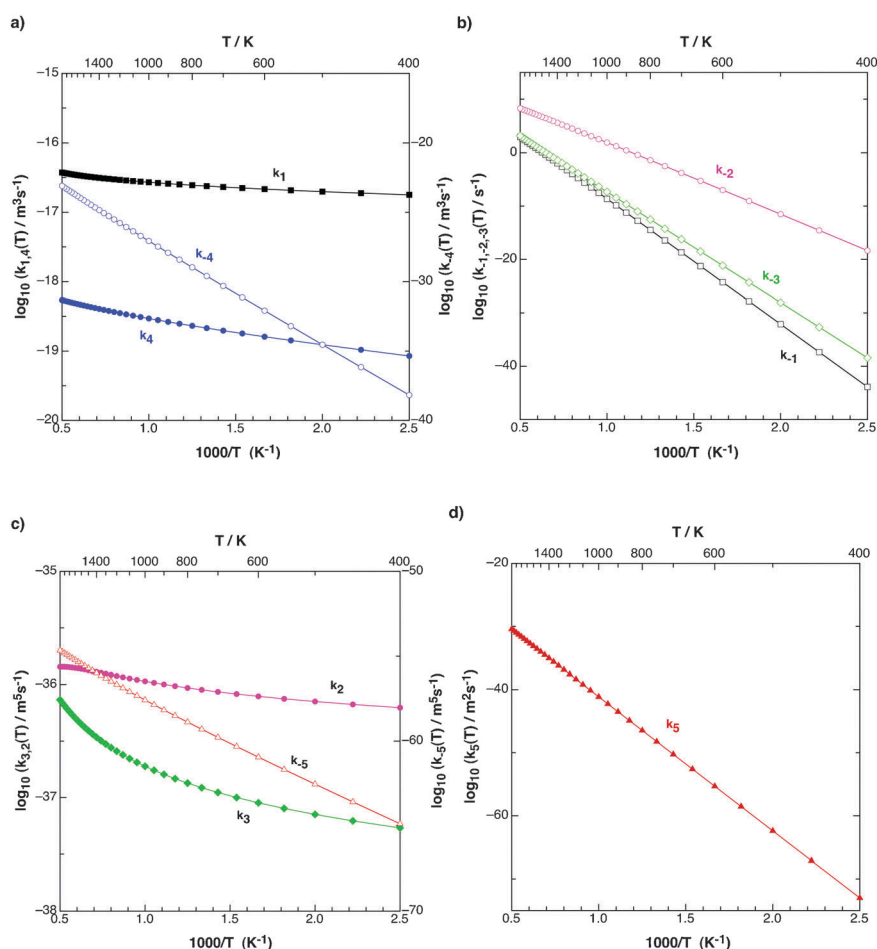 a)
T / K
1400 1000 800 600 400
−15
−16
−17
−18
−19
−20
−20
−30
−40
log10 (k1,4(T) / m3s-1)
log10 (k-4(T) / m3s-1)
k1
k-4
k4
0.5 1.0 1.5 2.0 2.5
1000/T (K-1)
b)
T / K
1400 1000 800 600 400
0
−20
−40
log10 (k-1,-2,-3(T) / s-1)
k-2
k-3
k-1
0.5 1.0 1.5 2.0 2.5
1000/T (K-1)
c)
T / K
1400 1000 800 600 400
−35
−36
−37
−38
−50
−60
−70
log10 (k3,2(T) / m5s-1)
log10 (k-5(T) / m5s-1)
k2
k-5
k3
0.5 1.0 1.5 2.0 2.5
1000/T (K-1)
d)
T / K
1400 1000 800 600 400
−20
−40
−60
log10 (k5(T) / m2s-1)
k5
0.5 1.0 1.5 2.0 2.5
1000/T (K-1)